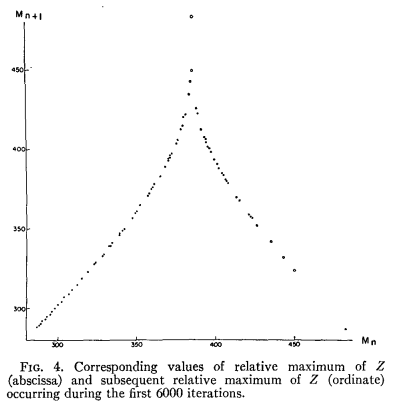 Mn+1
450
400
350
300
300
350
400
450
Mn
FIG. 4. Corresponding values of relative maximum of Z
(abscissa) and subsequent relative maximum of Z (ordinate)
occurring during the first 6000 iterations.